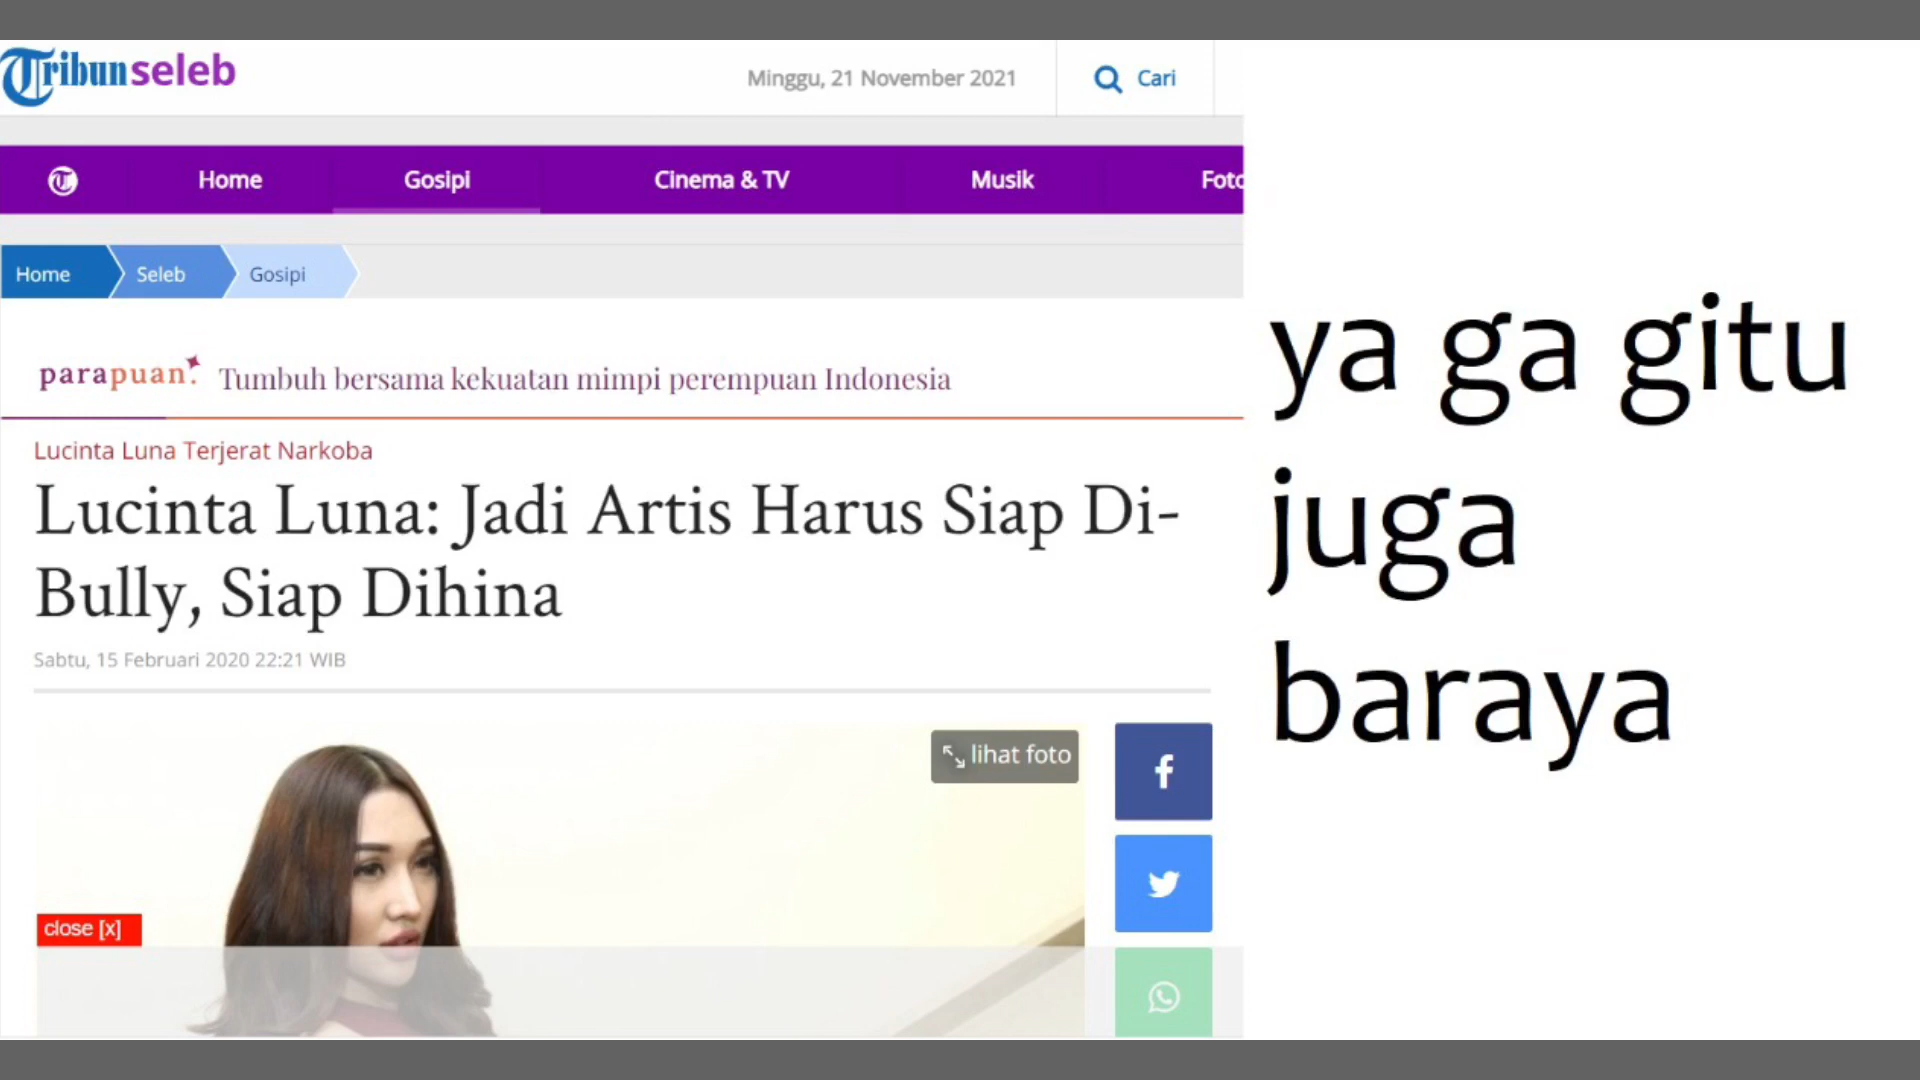 Tribunseleb
Minggu, 21 November 2021
Cari
Home
Gosipi
Cinema & TV
Musik
Foto
Home
Seleb
Gosipi
parapuan.
Tumbuh bersama kekuatan mimpi perempuan Indonesia
Lucinta Luna Terjerat Narkoba
Lucinta Luna: Jadi Artis Harus Siap Di-
Bully, Siap Dihina
Sabtu, 15 Februari 2020 22:21 WIB
lihat foto
close [x]
ya ga gitu
juga
baraya